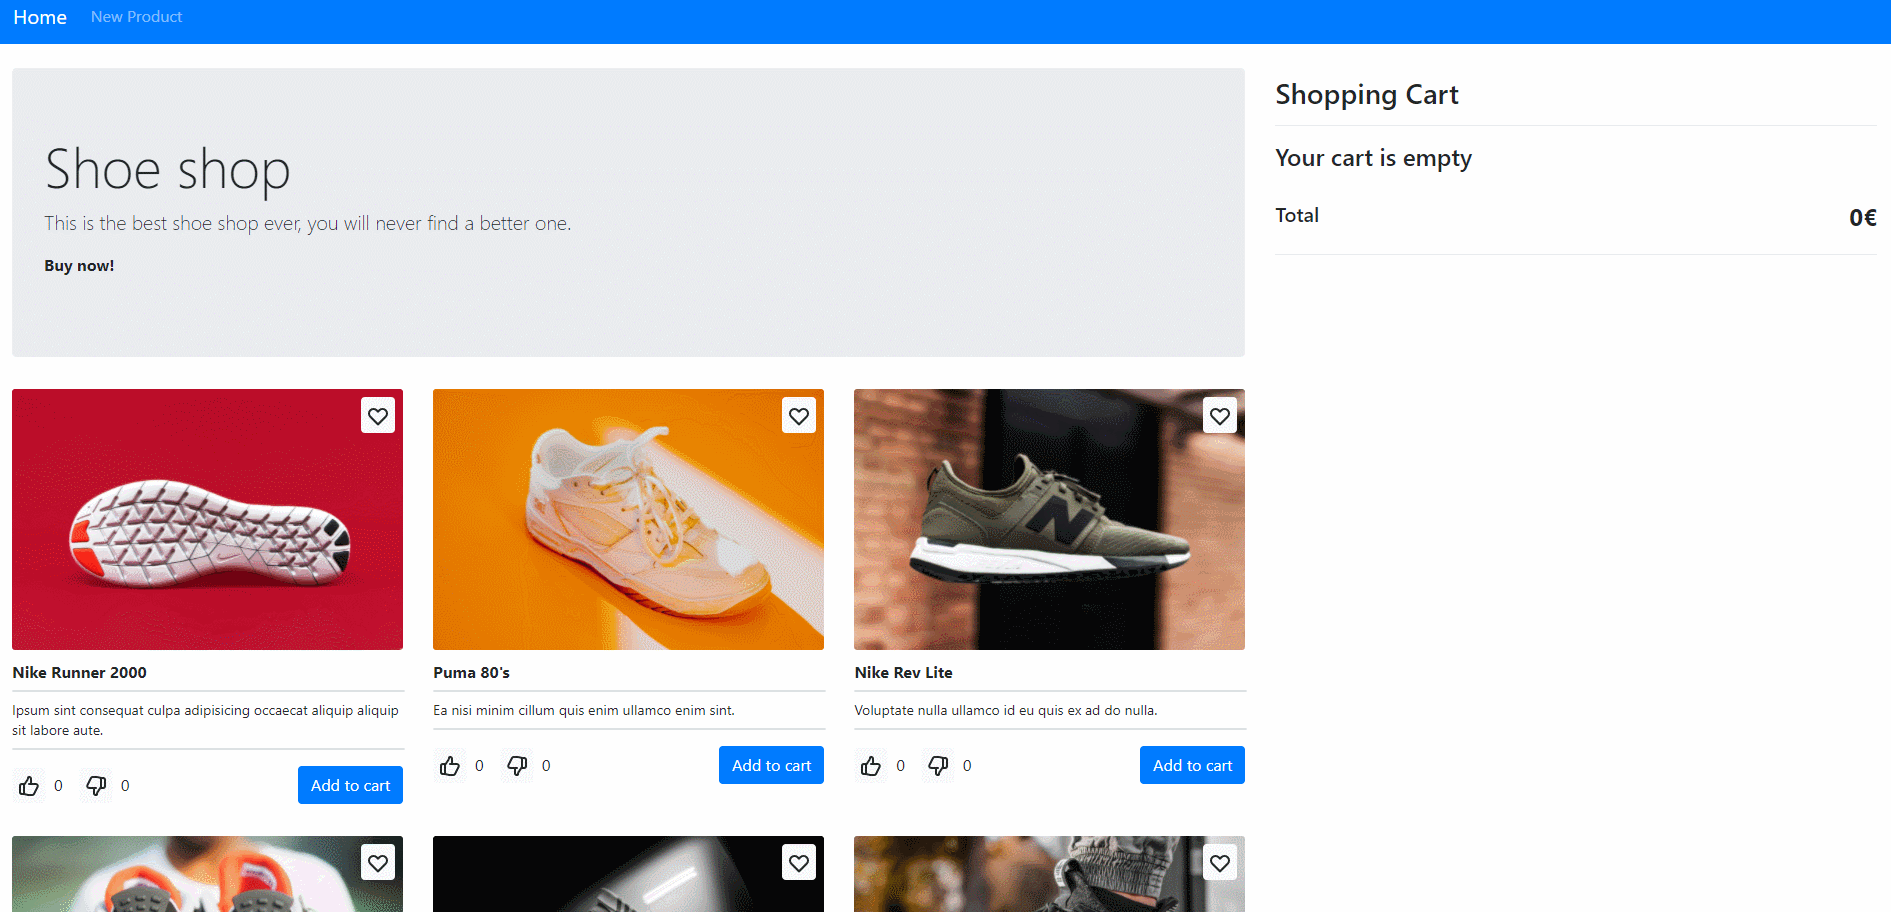 Home New Product
Shoe shop
This is the best shoe shop ever, you will never find a better one.
Buy now!
Shopping Cart
Your cart is empty
Total 0€
N
Nike Runner 2000
Ipsum sint consequat culpa adipisicing occaecat aliquip aliquip
sit labore aute.
0 0 Add to cart
Puma 80's
Ea nisi minim cillum quis enim ullamco enim sint.
0 0 Add to cart
Nike Rev Lite
Voluptate nulla ullamco id eu quis ex ad do nulla.
0 0 Add to cart